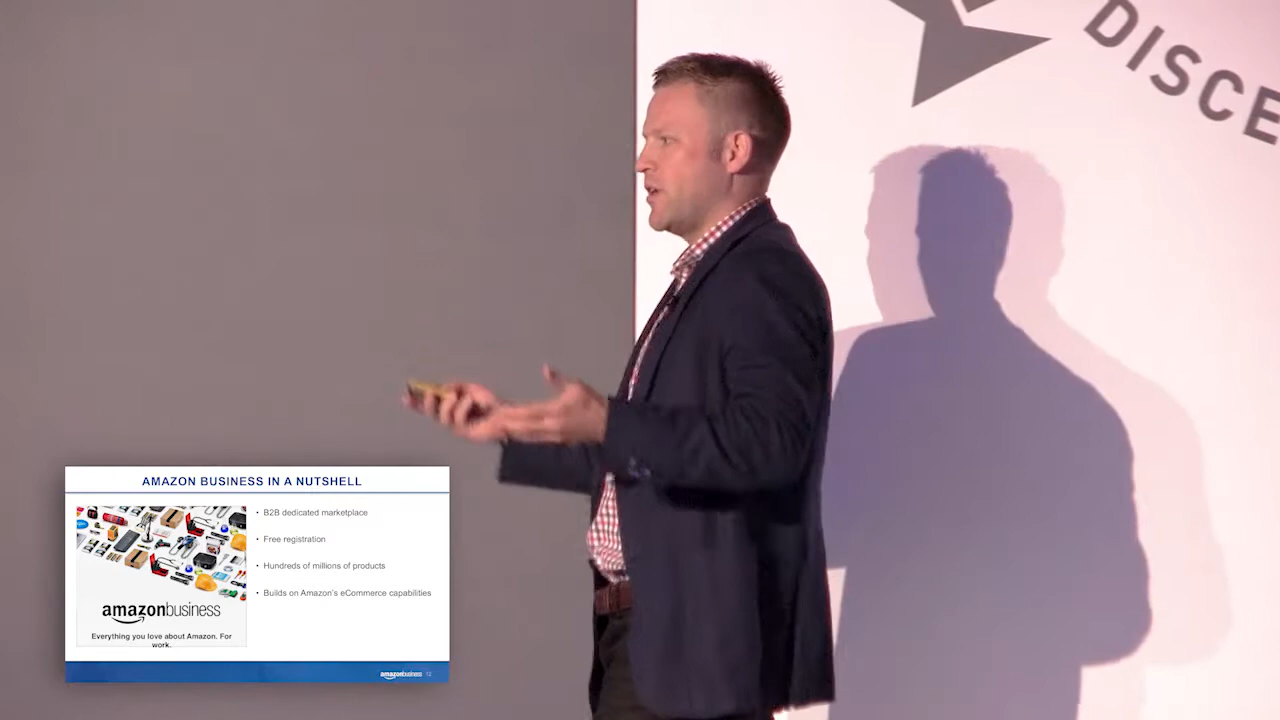 DISCE
AMAZON BUSINESS IN A NUTSHELL
• B2B dedicated marketplace
• Free registration
• Hundreds of millions of products
• Builds on Amazon's eCommerce capabilities
amazonbusiness
Everything you love about Amazon. For
work.
amazonbusiness 12